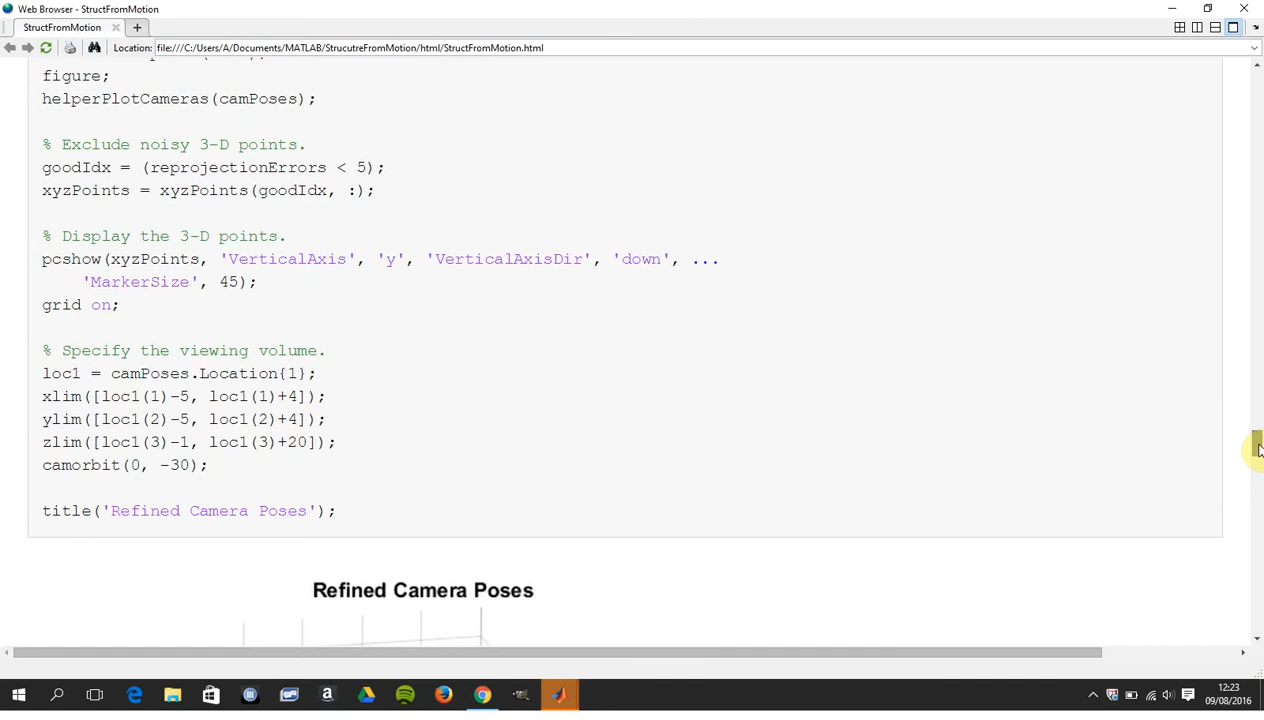 Web Browser - StructFromMotion
StructFromMotion
Location: file:///C:/Users/A/Documents/MATLAB/StrucutreFromMotion/html/StructFromMotion.html
figure;
helperPlotCameras(camPoses);
% Exclude noisy 3-D points.
goodIdx = (reprojectionErrors < 5);
xyzPoints = xyzPoints(goodIdx, :);
% Display the 3-D points.
pcshow(xyzPoints, 'VerticalAxis', 'y', 'VerticalAxisDir', 'down', ...
'MarkerSize', 45);
grid on;
% Specify the viewing volume.
loc1 = camPoses.Location{1};
xlim([loc1(1)-5, loc1(1)+4]);
ylim([loc1(2)-5, loc1(2)+4]);
zlim([loc1(3)-1, loc1(3)+20]);
camorbit(0, -30);
title('Refined Camera Poses');
Refined Camera Poses
12:23
09/08/2016